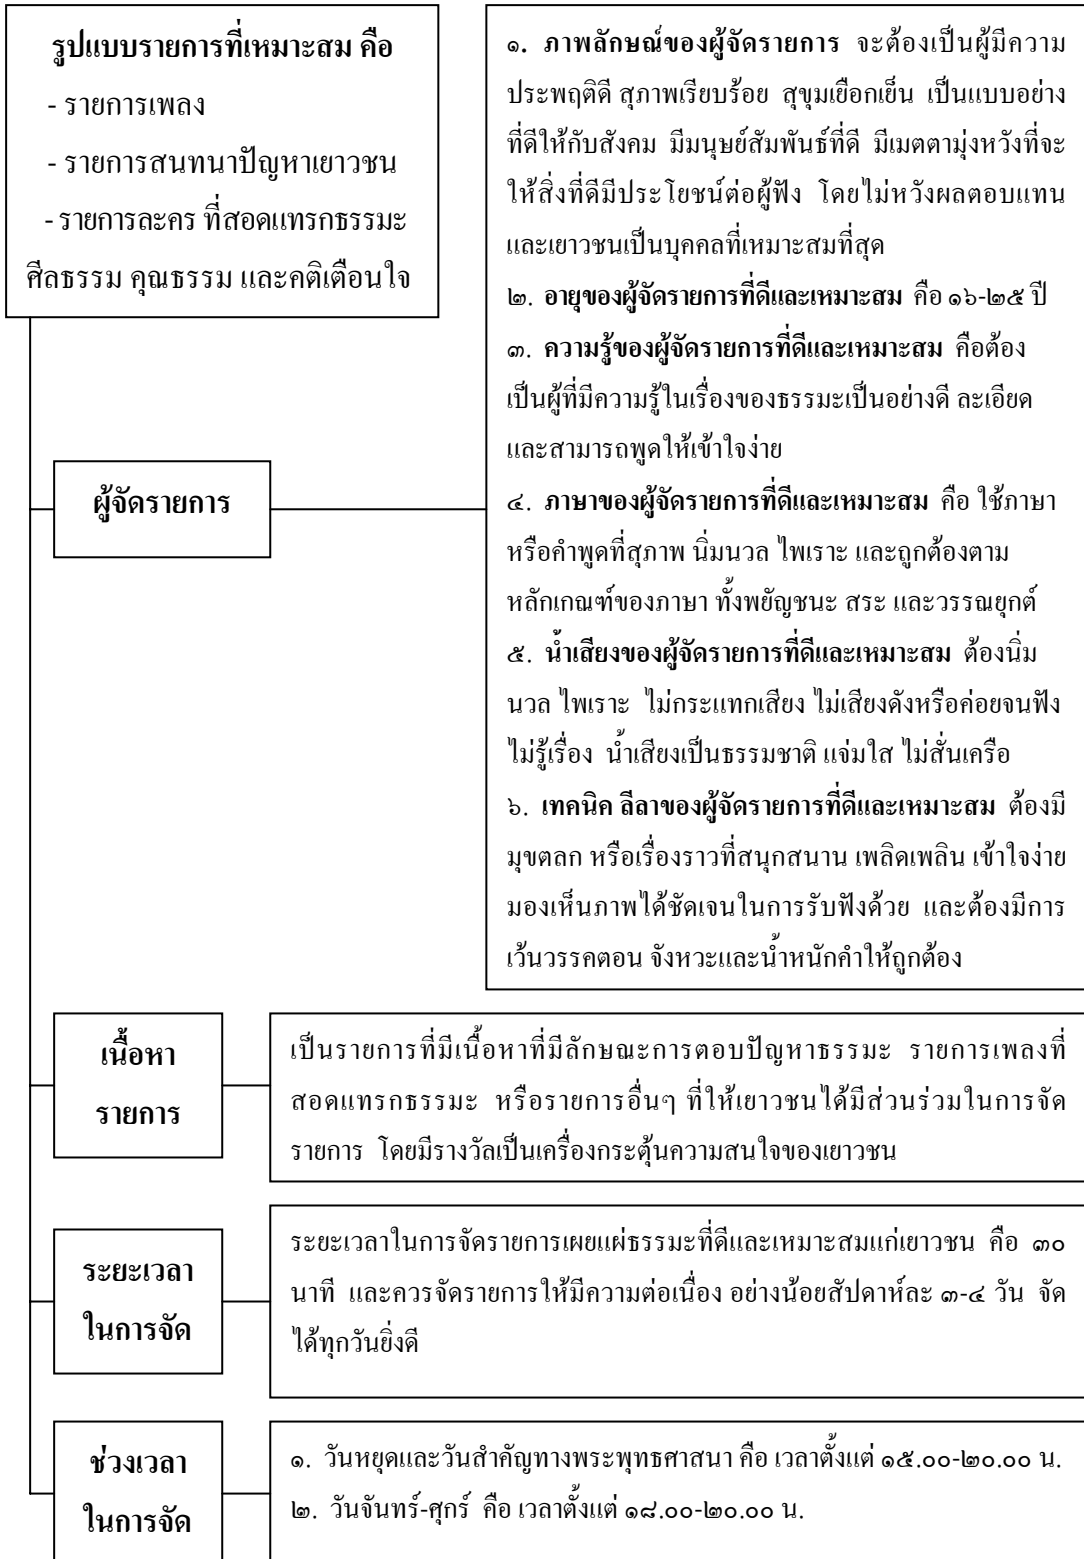 รูปแบบรายการที่เหมาะสม คือ
- รายการเพลง
- รายการสนทนาปัญหาเยาวชน
- รายการละคร ที่สอดแทรกธรรมะ
ศีลธรรม คุณธรรม และคติเตือนใจ
ผู้จัดรายการ
๑. ภาพลักษณ์ของผู้จัดรายการ จะต้องเป็นผู้มีความ
ประพฤติดี สุภาพเรียบร้อย สุขุมเยือกเย็น เป็นแบบอย่าง
ที่ดีให้กับสังคม มีมนุษย์สัมพันธ์ที่ดี มีเมตตามุ่งหวังที่จะ
ให้สิ่งที่ดีมีประโยชน์ต่อผู้ฟัง โดยไม่หวังผลตอบแทน
และเยาวชนเป็นบุคคลที่เหมาะสมที่สุด
๒. อายุของผู้จัดรายการที่ดีและเหมาะสม คือ ๑๖-๒๕ ปี
๓. ความรู้ของผู้จัดรายการที่ดีและเหมาะสม คือต้อง
เป็นผู้ที่มีความรู้ในเรื่องของธรรมะเป็นอย่างดี ละเอียด
และสามารถพูดให้เข้าใจง่าย
๔. ภาษาของผู้จัดรายการที่ดีและเหมาะสม คือ ใช้ภาษา
หรือคำพูดที่สุภาพ นิ่มนวล ไพเราะ และถูกต้องตาม
หลักเกณฑ์ของภาษา ทั้งพยัญชนะ สระ และวรรณยุกต์
๕. น้ำเสียงของผู้จัดรายการที่ดีและเหมาะสม ต้องนิ่ม
นวล ไพเราะ ไม่กระแทกเสียง ไม่เสียงดังหรือค่อยจนฟัง
ไม่รู้เรื่อง น้ำเสียงเป็นธรรมชาติ แจ่มใส ไม่สั่นเครือ
๖. เทคนิค ลีลาของผู้จัดรายการที่ดีและเหมาะสม ต้องมี
มุขตลก หรือเรื่องราวที่สนุกสนาน เพลิดเพลิน เข้าใจง่าย
มองเห็นภาพได้ชัดเจนในการรับฟังด้วย และต้องมีการ
เว้นวรรคตอน จังหวะและน้ำหนักคำให้ถูกต้อง
เนื้อหา
รายการ
เป็นรายการที่มีเนื้อหาที่มีลักษณะการตอบปัญหาธรรมะ รายการเพลงที่
สอดแทรกธรรมะ หรือรายการอื่นๆ ที่ให้เยาวชนได้มีส่วนร่วมในการจัด
รายการ โดยมีรางวัลเป็นเครื่องกระตุ้นความสนใจของเยาวชน
ระยะเวลา
ในการจัด
ระยะเวลาในการจัดรายการเผยแผ่ธรรมะที่ดีและเหมาะสมแก่เยาวชน คือ ๓๐
นาที และควรจัดรายการให้มีความต่อเนื่อง อย่างน้อยสัปดาห์ละ ๓-๔ วัน จัด
ได้ทุกวันยิ่งดี
ช่วงเวลา
ในการจัด
๑. วันหยุดและวันสำคัญทางพระพุทธศาสนา คือ เวลาตั้งแต่ ๑๕.๐๐-๒๐.๐๐ น.
๒. วันจันทร์-ศุกร์ คือ เวลาตั้งแต่ ๑๘.๐๐-๒๐.๐๐ น.